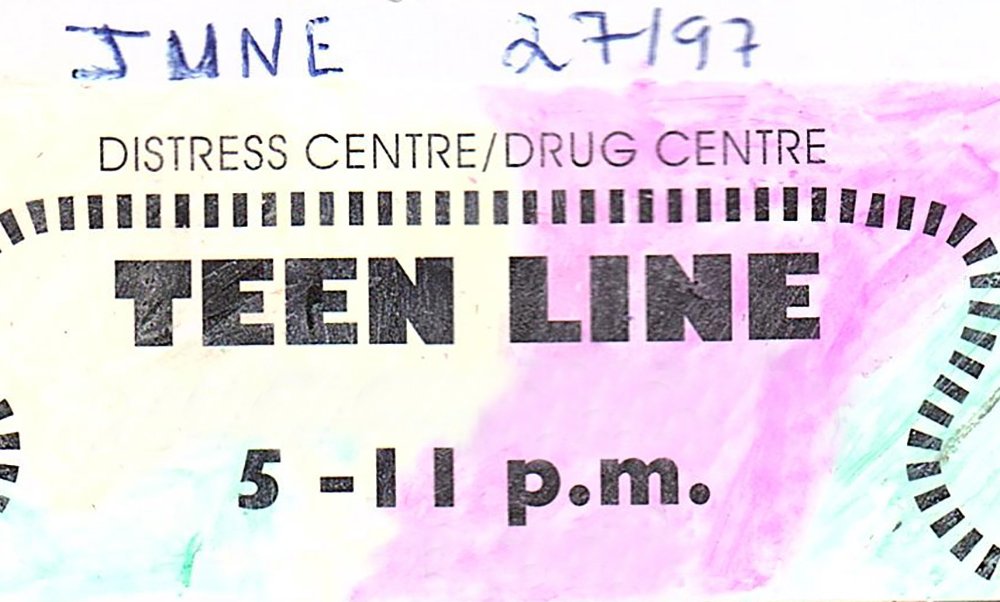 JUNE 27/97
DISTRESS CENTRE/DRUG CENTRE
TEEN LINE
5-11 p.m.